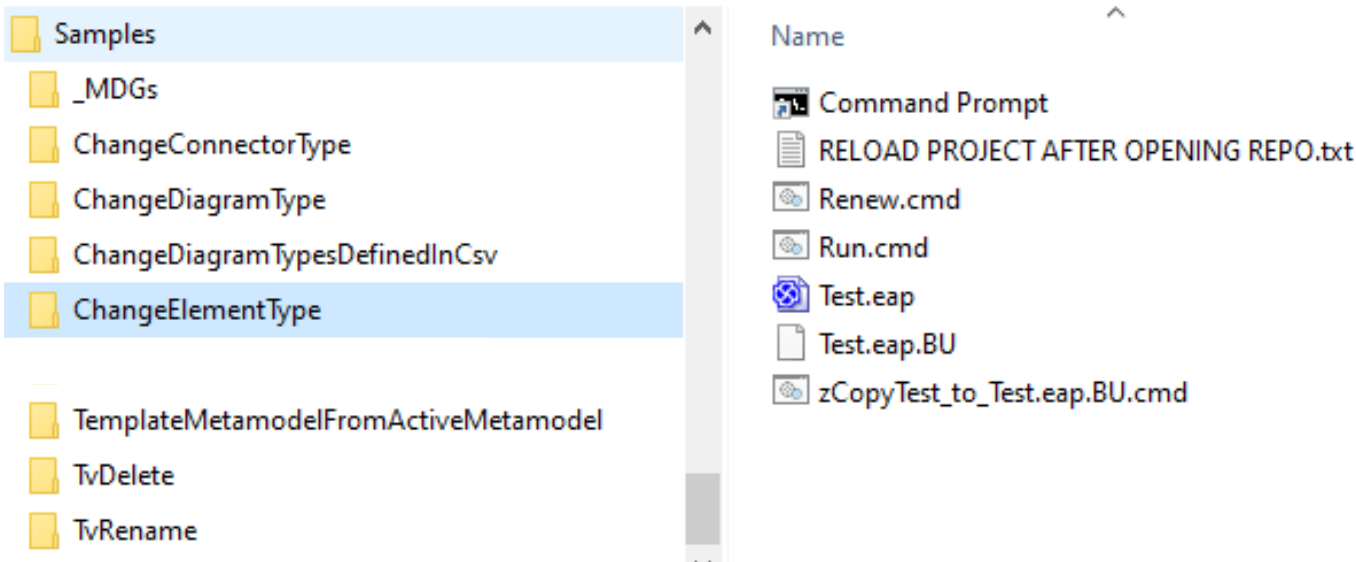 Samples
_MDGs
ChangeConnectorType
ChangeDiagramType
ChangeDiagramTypesDefinedInCsv
ChangeElementType
TemplateMetamodelFromActiveMetamodel
TvDelete
TvRename
Name
Command Prompt
RELOAD PROJECT AFTER OPENING REPO.txt
Renew.cmd
Run.cmd
Test.eap
Test.eap.BU
zCopyTest_to_Test.eap.BU.cmd